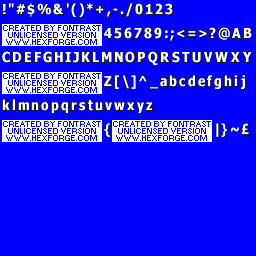 !"#$%&'()*+,-./0123
CREATED BY FONTRAST
UNLICENSED VERSION
WWW.HEXFORGE.COM
456789:;<=>?@AB
CDEFGHIJKLMNOPQRSTUVWXY
CREATED BY FONTRAST
UNLICENSED VERSION
WWW.HEXFORGE.COM
Z[\]^_abcdefghij
klmnopqrstuvwxyz
CREATED BY FONTRAST
UNLICENSED VERSION
WWW.HEXFORGE.COM
{
CREATED BY FONTRAST
UNLICENSED VERSION
WWW.HEXFORGE.COM
|}~£